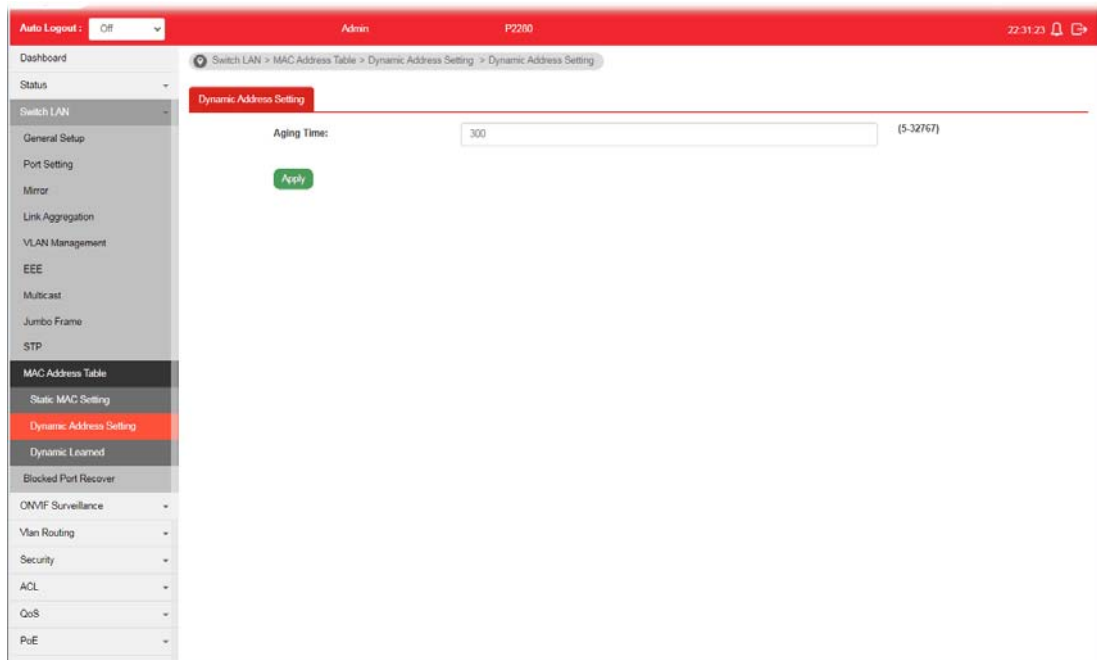 Auto Logout : Off Admin P2280 22:31:23
Dashboard
Switch LAN > MAC Address Table > Dynamic Address Setting > Dynamic Address Setting
Status
Dynamic Address Setting
Switch LAN
Aging Time: 300 (5-32767)
General Setup
Port Setting
Apply
Mirror
Link Aggregation
VLAN Management
EEE
Multicast
Jumbo Frame
STP
MAC Address Table
Static MAC Setting
Dynamic Address Setting
Dynamic Learned
Blocked Port Recover
ONVIF Surveillance
Vlan Routing
Security
ACL
QoS
PoE